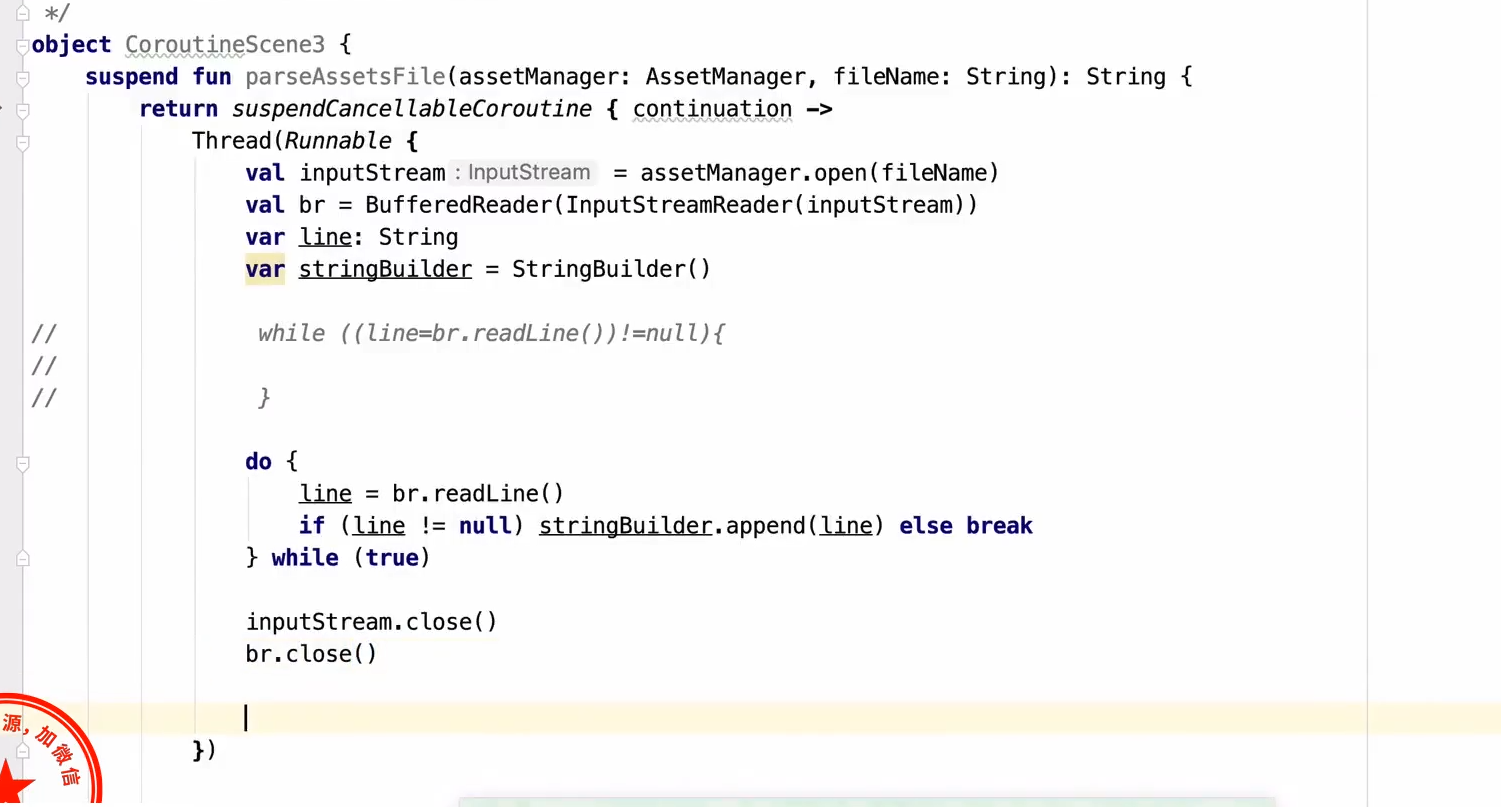 */
object CoroutineScene3 {
    suspend fun parseAssetsFile(assetManager: AssetManager, fileName: String): String {
        return suspendCancellableCoroutine { continuation ->
            Thread(Runnable {
                val inputStream : InputStream = assetManager.open(fileName)
                val br = BufferedReader(InputStreamReader(inputStream))
                var line: String
                var stringBuilder = StringBuilder()
//               while ((line=br.readLine())!=null){
//
//               }
                do {
                    line = br.readLine()
                    if (line != null) stringBuilder.append(line) else break
                } while (true)
                inputStream.close()
                br.close()
            })
源,加微信